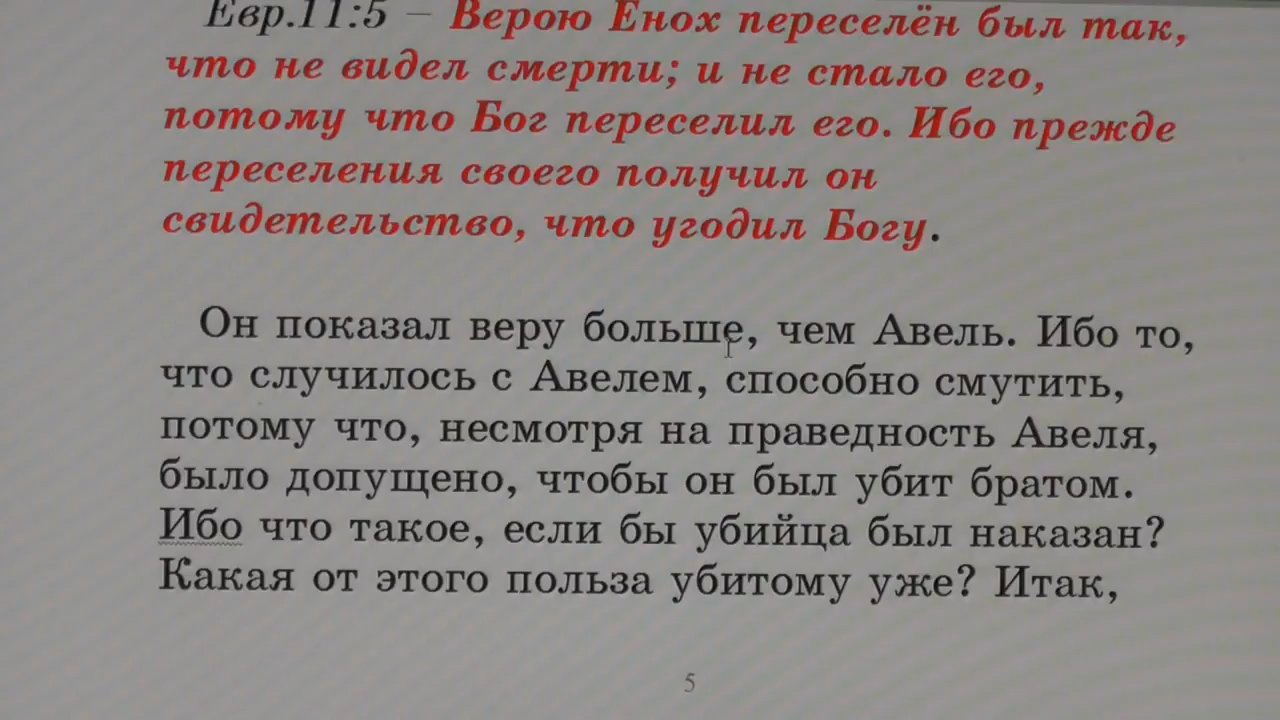 Евр.11:5 – Верою Енох переселён был так,
что не видел смерти; и не стало его,
потому что Бог переселил его. Ибо прежде
переселения своего получил он
свидетельство, что угодил Богу.
Он показал веру больше, чем Авель. Ибо то,
что случилось с Авелем, способно смутить,
потому что, несмотря на праведность Авеля,
было допущено, чтобы он был убит братом.
Ибо что такое, если бы убийца был наказан?
Какая от этого польза убитому уже? Итак,
5